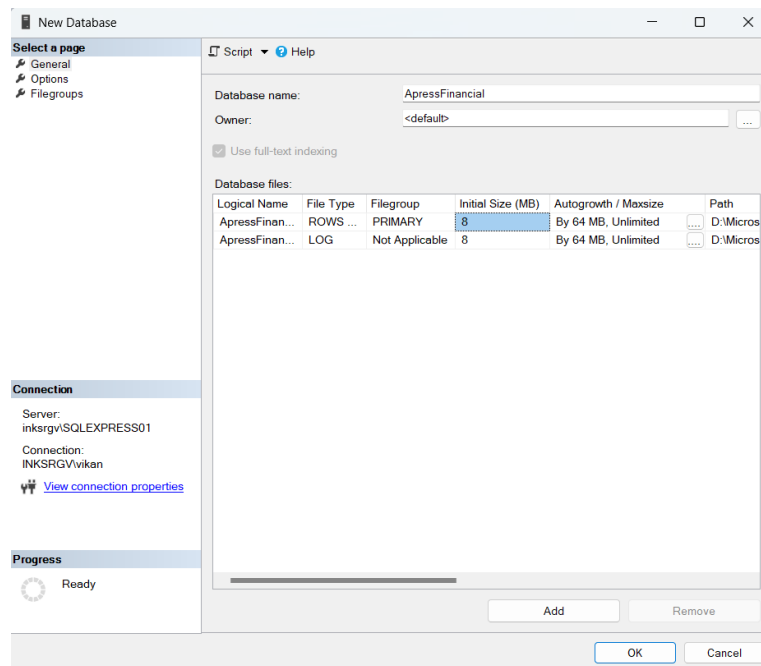 New Database
Select a page
General
Options
Filegroups
Script Help
Database name: ApressFinancial
Owner: <default> ...
Use full-text indexing
Database files:
Logical Name File Type Filegroup Initial Size (MB) Autogrowth / Maxsize Path
ApressFinan... ROWS ... PRIMARY 8 By 64 MB, Unlimited .... D:\Micros
ApressFinan... LOG Not Applicable 8 By 64 MB, Unlimited .... D:\Micros
Connection
Server:
inksrgv\SQLEXPRESS01
Connection:
INKSRGV\vikan
View connection properties
Progress
Ready
Add Remove
OK Cancel